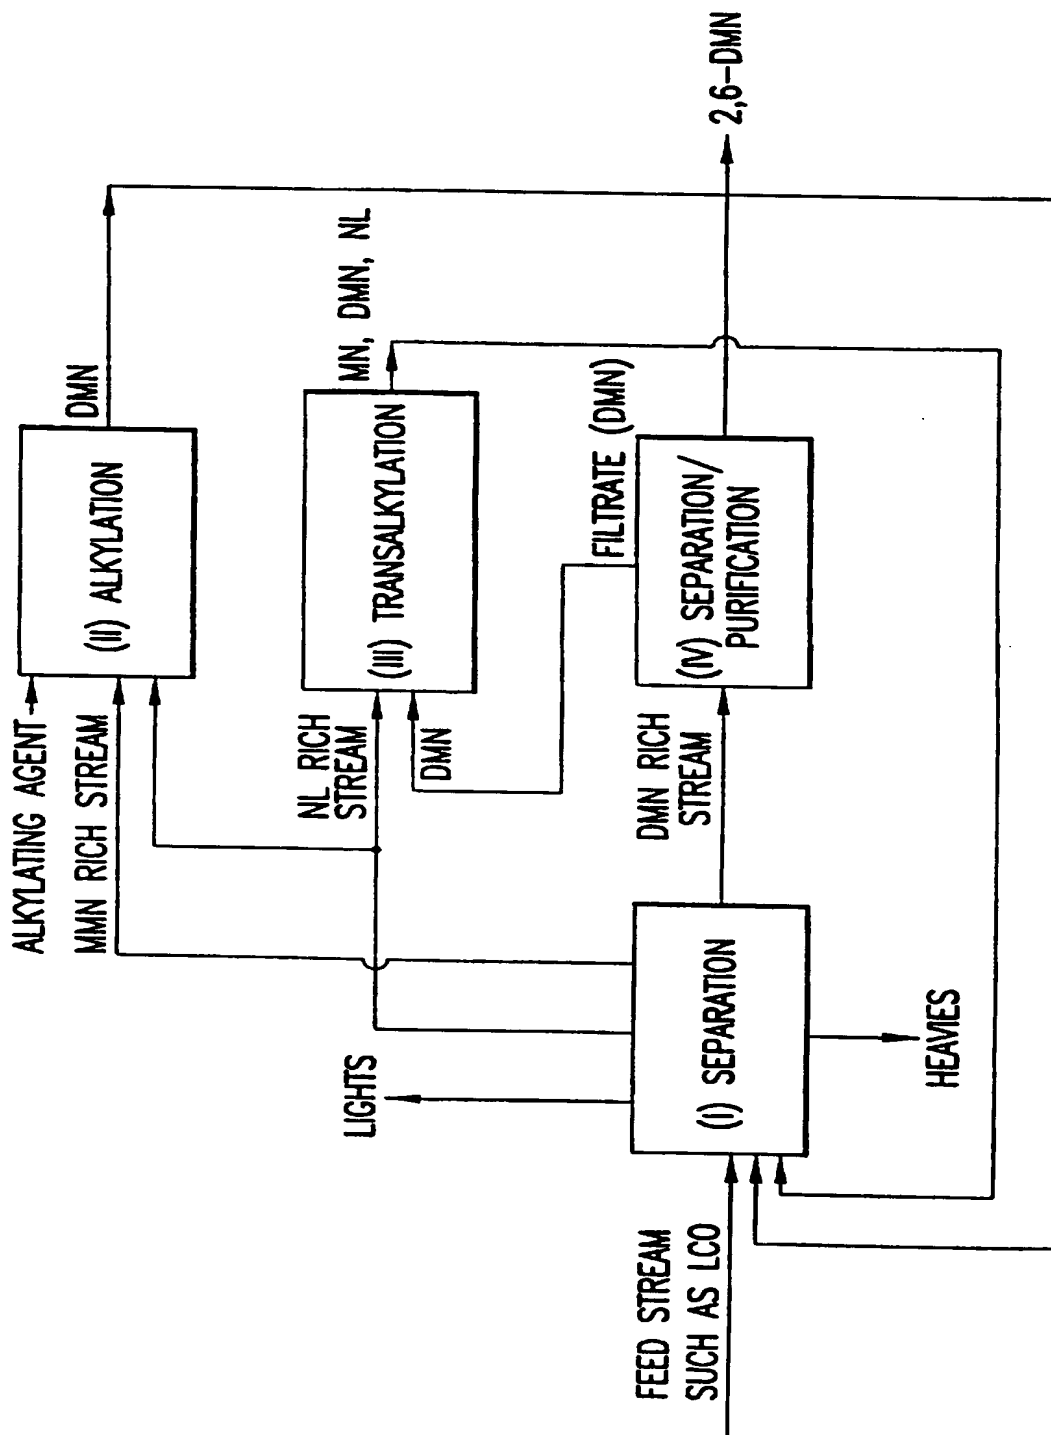 ALKYLATING AGENT
MMN RICH STREAM
(II) ALKYLATION
DMN
NL RICH
STREAM
DMN
(III) TRANSALKYLATION
MN, DMN, NL
LIGHTS
FILTRATE (DMN)
FEED STREAM
SUCH AS LCO
(I) SEPARATION
DMN RICH
STREAM
(IV) SEPARATION/
PURIFICATION
2,6-DMN
HEAVIES